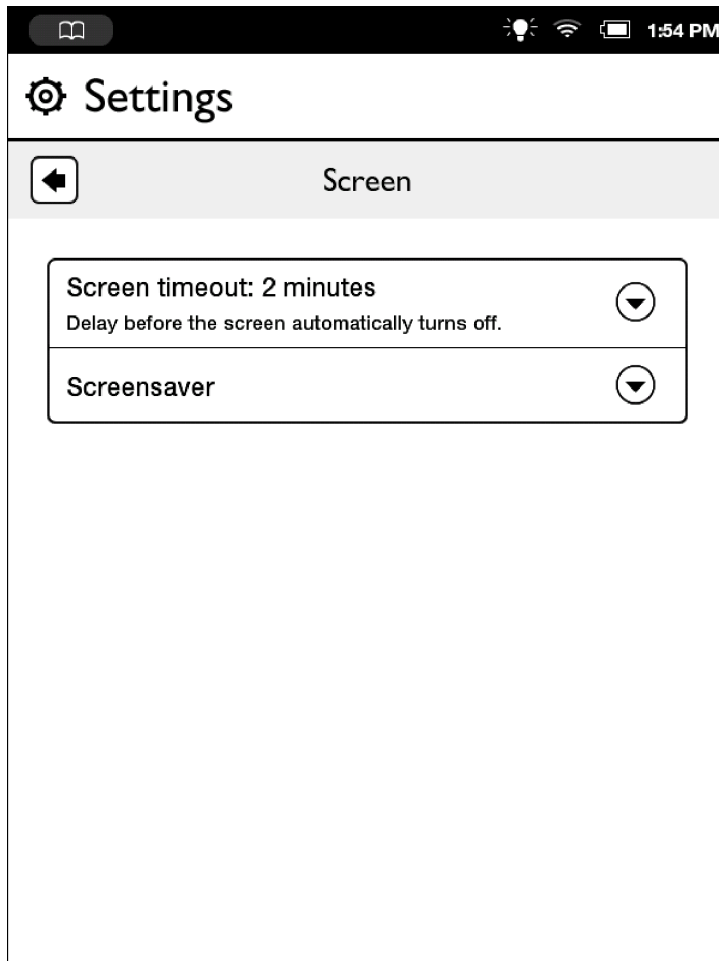 1:54 PM
Settings
Screen
Screen timeout: 2 minutes
Delay before the screen automatically turns off.
Screensaver